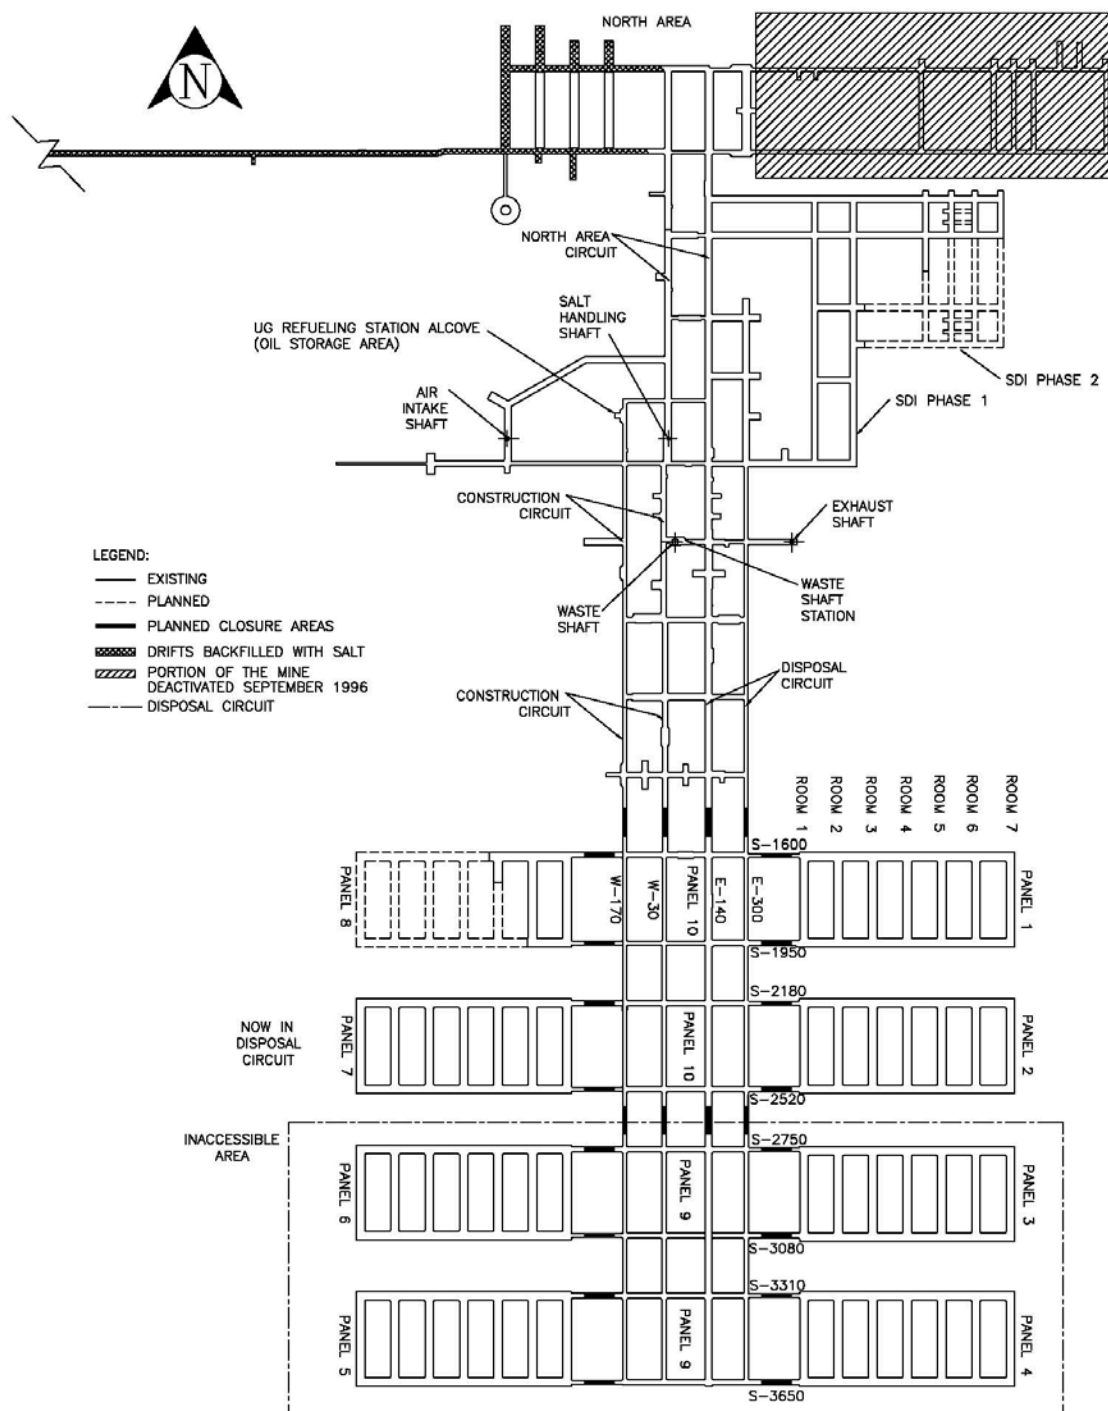 NORTH AREA
N
NORTH AREA
CIRCUIT
SALT
HANDLING
SHAFT
UG REFUELING STATION ALCOVE
(OIL STORAGE AREA)
SDI PHASE 2
AIR
INTAKE
SHAFT
SDI PHASE 1
CONSTRUCTION
CIRCUIT
EXHAUST
SHAFT
LEGEND:
EXISTING
PLANNED
PLANNED CLOSURE AREAS
DRIFTS BACKFILLED WITH SALT
PORTION OF THE MINE
DEACTIVATED SEPTEMBER 1996
DISPOSAL CIRCUIT
WASTE
SHAFT
WASTE
SHAFT
STATION
DISPOSAL
CIRCUIT
CONSTRUCTION
CIRCUIT
ROOM 1
ROOM 2
ROOM 3
ROOM 4
ROOM 5
ROOM 6
ROOM 7
S-1600
PANEL 8
W-170
W-30
PANEL 10
E-140
E-300
PANEL 1
S-1950
S-2180
NOW IN
DISPOSAL
CIRCUIT
PANEL 7
PANEL 10
PANEL 2
S-2520
INACCESSIBLE
AREA
S-2750
PANEL 6
PANEL 9
PANEL 3
S-3080
S-3310
PANEL 5
PANEL 9
PANEL 4
S-3650